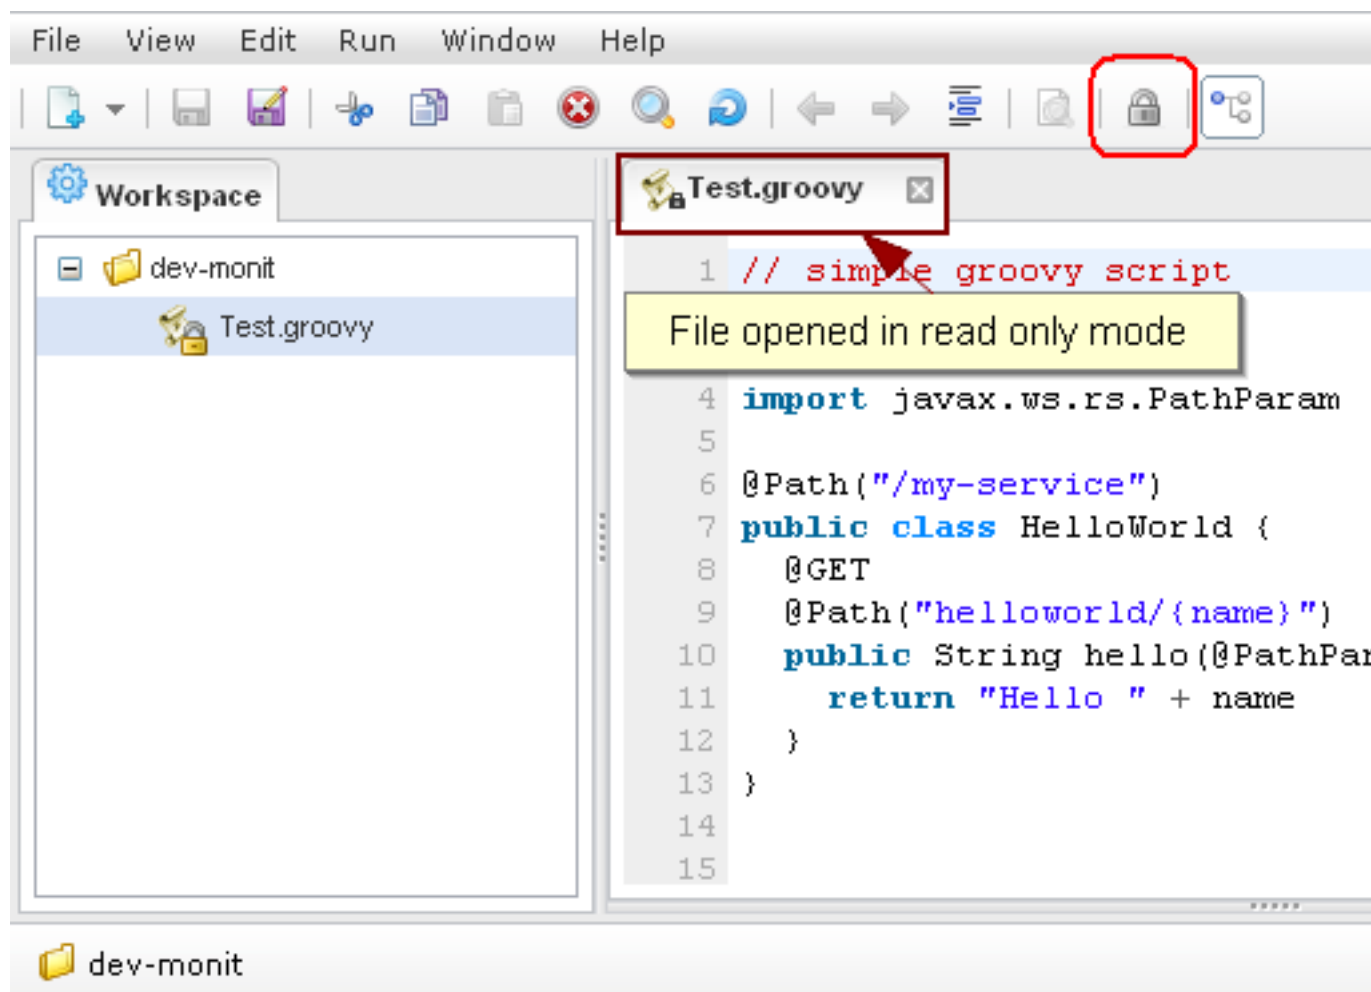 File View Edit Run Window Help
Workspace
Test.groovy
dev-monit
Test.groovy
1 // simple groovy script
File opened in read only mode
4 import javax.ws.rs.PathParam
5
6 @Path("/my-service")
7 public class HelloWorld {
8 @GET
9 @Path("helloworld/{name}")
10 public String hello(@PathPar
11 return "Hello " + name
12 }
13 }
14
15
dev-monit